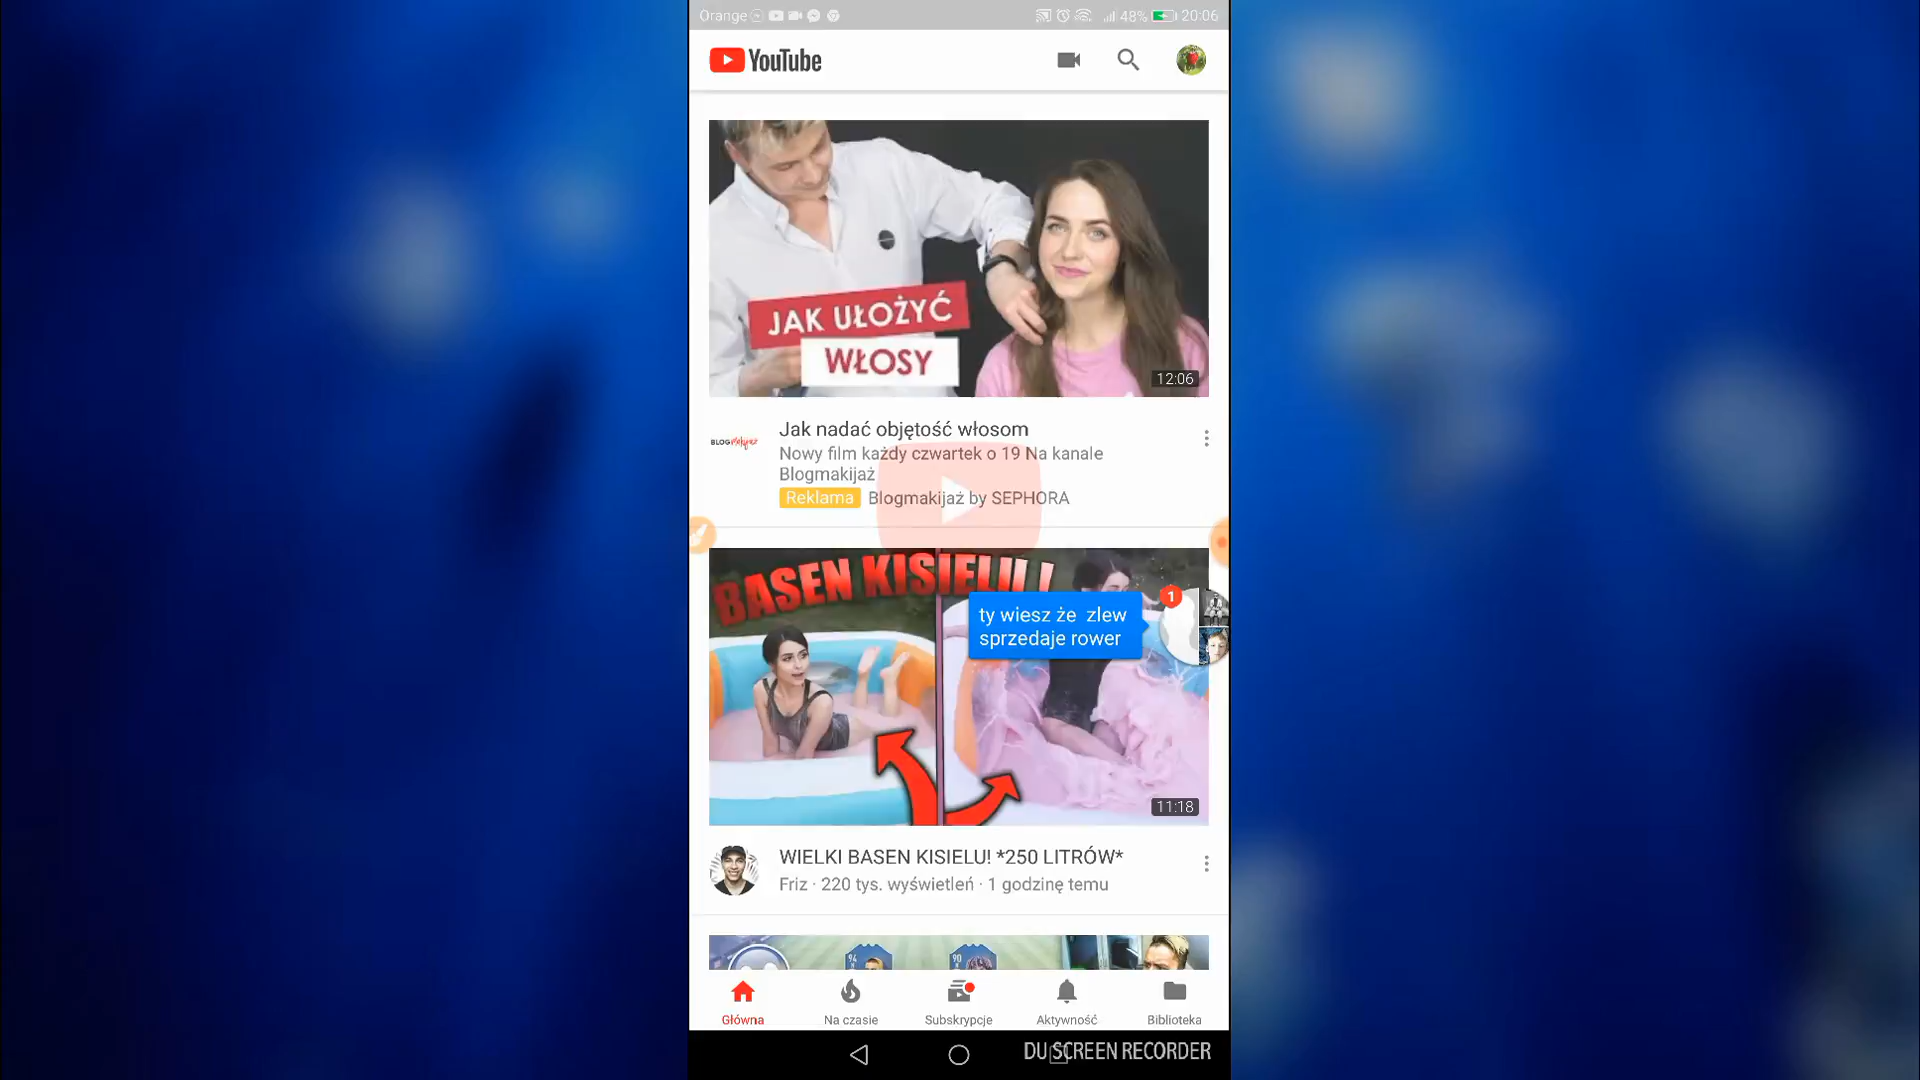 Orange 48% 20:06
YouTube
JAK UŁOŻYĆ
WŁOSY
12:06
BLOGmakijaż
Jak nadać objętość włosom
Nowy film każdy czwartek o 19 Na kanale
Blogmakijaż
Reklama Blogmakijaż by SEPHORA
BASEN KISIELU!
1
ty wiesz że zlew
sprzedaje rower
11:18
WIELKI BASEN KISIELU! *250 LITRÓW*
Friz · 220 tys. wyświetleń · 1 godzinę temu
94
90
Główna
Na czasie
Subskrypcje
Aktywność
Biblioteka
DU SCREEN RECORDER